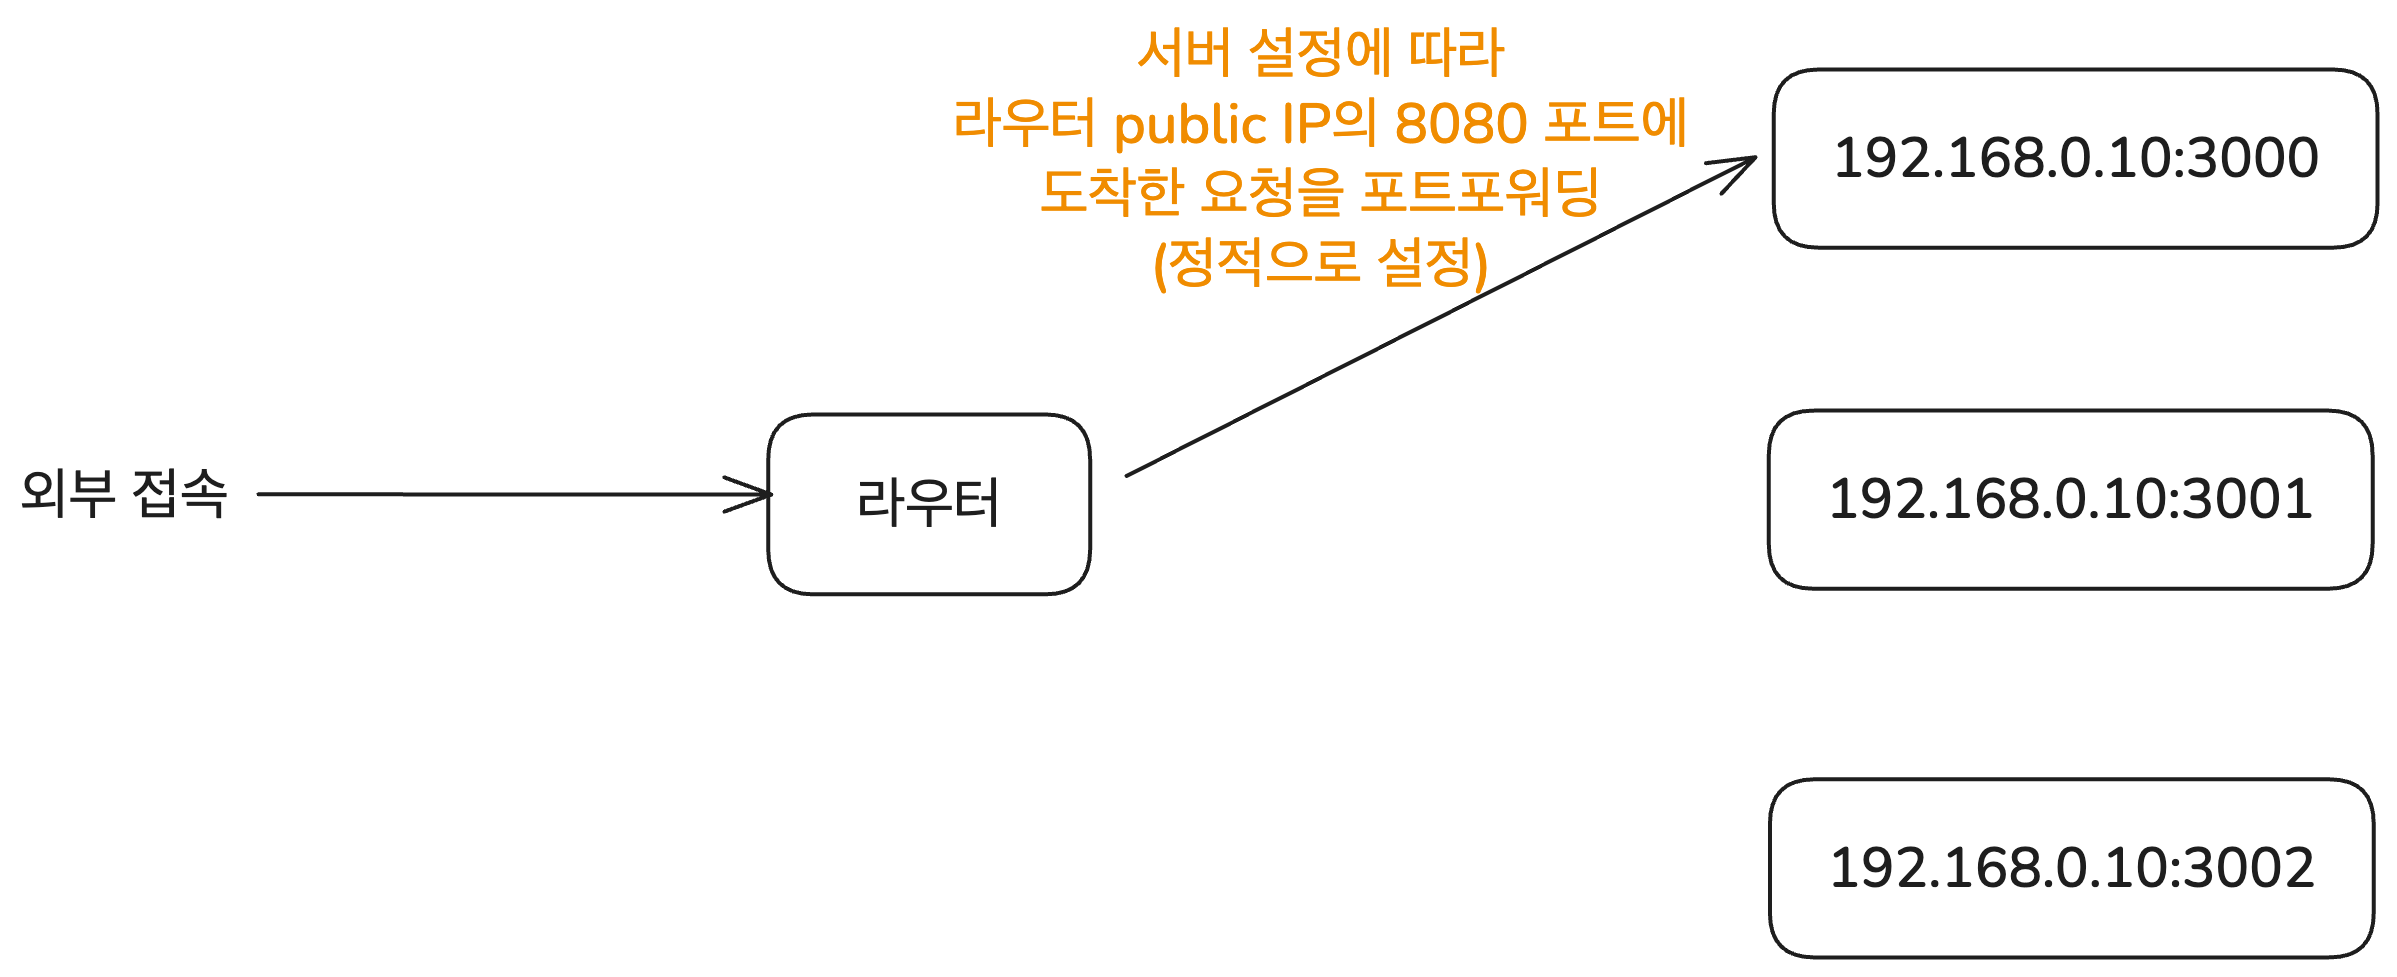 서버 설정에 따라
라우터 public IP의 8080 포트에
도착한 요청을 포트포워딩
(정적으로 설정)
192.168.0.10:3000
외부 접속
라우터
192.168.0.10:3001
192.168.0.10:3002